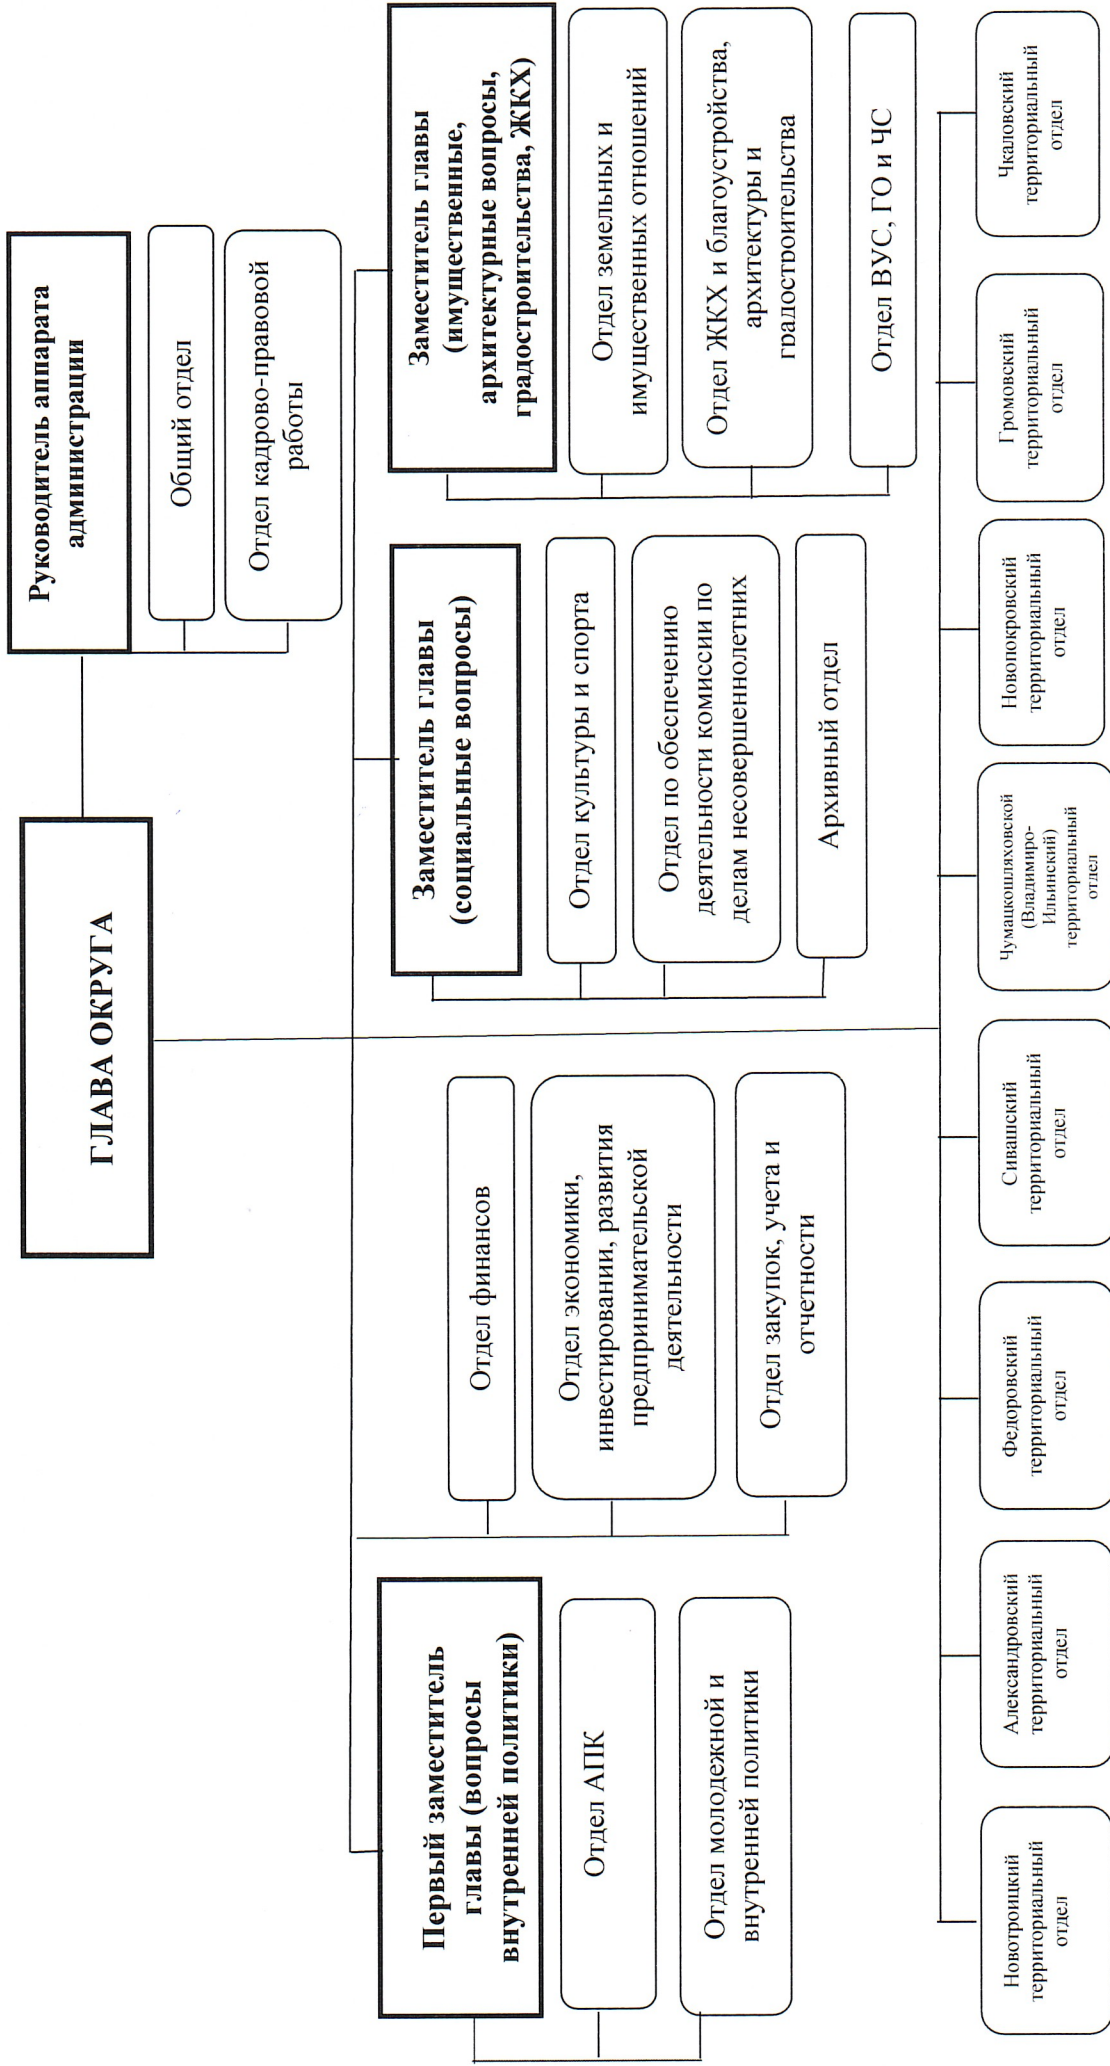 ГЛАВА ОКРУГА
Руководитель аппарата
администрации
Общий отдел
Отдел кадрово-правовой
работы
Первый заместитель
главы (вопросы
внутренней политики)
Отдел АПК
Отдел молодежной и
внутренней политики
Отдел финансов
Отдел экономики,
инвестировании, развития
предпринимательской
деятельности
Отдел закупок, учета и
отчетности
Заместитель главы
(социальные вопросы)
Отдел культуры и спорта
Отдел по обеспечению
деятельности комиссии по
делам несовершеннолетних
Архивный отдел
Заместитель главы
(имущественные,
архитектурные вопросы,
градостроительства, ЖКХ)
Отдел земельных и
имущественных отношений
Отдел ЖКХ и благоустройства,
архитектуры и
градостроительства
Отдел ВУС, ГО и ЧС
Новотроицкий
территориальный
отдел
Александровский
территориальный
отдел
Федоровский
территориальный
отдел
Сивашский
территориальный
отдел
Чумацкошляховской
(Владимиро-
Ильинский)
территориальный
отдел
Новопокровский
территориальный
отдел
Громовский
территориальный
отдел
Чкаловский
территориальный
отдел